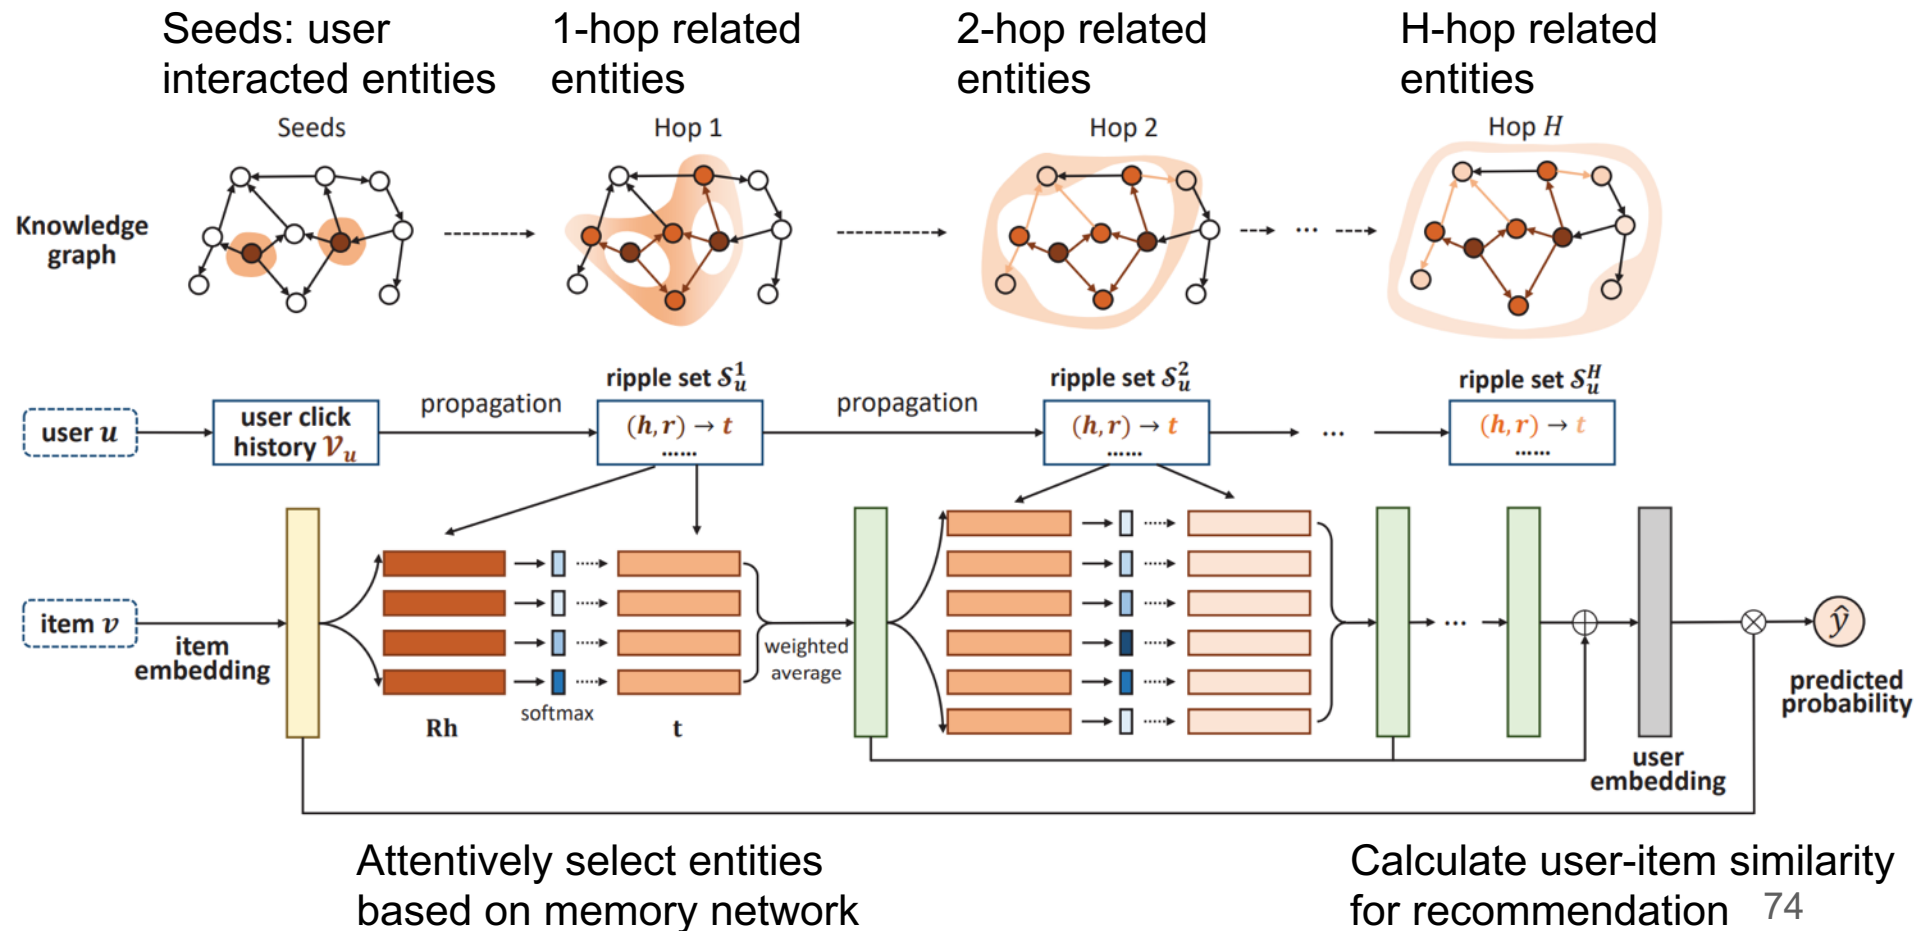 Seeds: user
interacted entities
1-hop related
entities
2-hop related
entities
H-hop related
entities
Seeds
Hop 1
Hop 2
Hop H
Knowledge
graph
...
user u
user click
history 𝒱ᵤ
propagation
ripple set 𝒮ᵤ¹
(h, r) → t
......
propagation
ripple set 𝒮ᵤ²
(h, r) → t
......
...
ripple set 𝒮ᵤᴴ
(h, r) → t
......
item v
item
embedding
Rh
softmax
t
weighted
average
...
user
embedding
ŷ
predicted
probability
Attentively select entities
based on memory network
Calculate user-item similarity
for recommendation
74